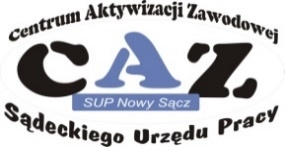 Centrum Aktywizacji Zawodowej
CAZ
SUP Nowy Sącz
Sądeckiego Urzędu Pracy